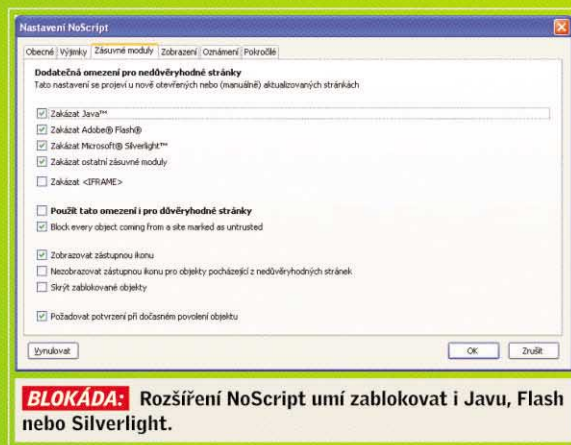 Nastavení NoScript
Obecné Výjimky Zásuvné moduly Zobrazení Oznámení Pokročilé
Dodatečná omezení pro nedůvěryhodné stránky
Tato nastavení se projeví u nově otevřených nebo (manuálně) aktualizovaných stránkách
Zakázat Java™
Zakázat Adobe® Flash®
Zakázat Microsoft® Silverlight™
Zakázat ostatní zásuvné moduly
Zakázat <IFRAME>
Použít tato omezení i pro důvěryhodné stránky
Block every object coming from a site marked as untrusted
Zobrazovat zástupnou ikonu
Nezobrazovat zástupnou ikonu pro objekty pocházející z nedůvěryhodných stránek
Skrýt zablokované objekty
Požadovat potvrzení při dočasném povolení objektu
Vynulovat OK Zrušit
BLOKÁDA: Rozšíření NoScript umí zablokovat i Javu, Flash
nebo Silverlight.